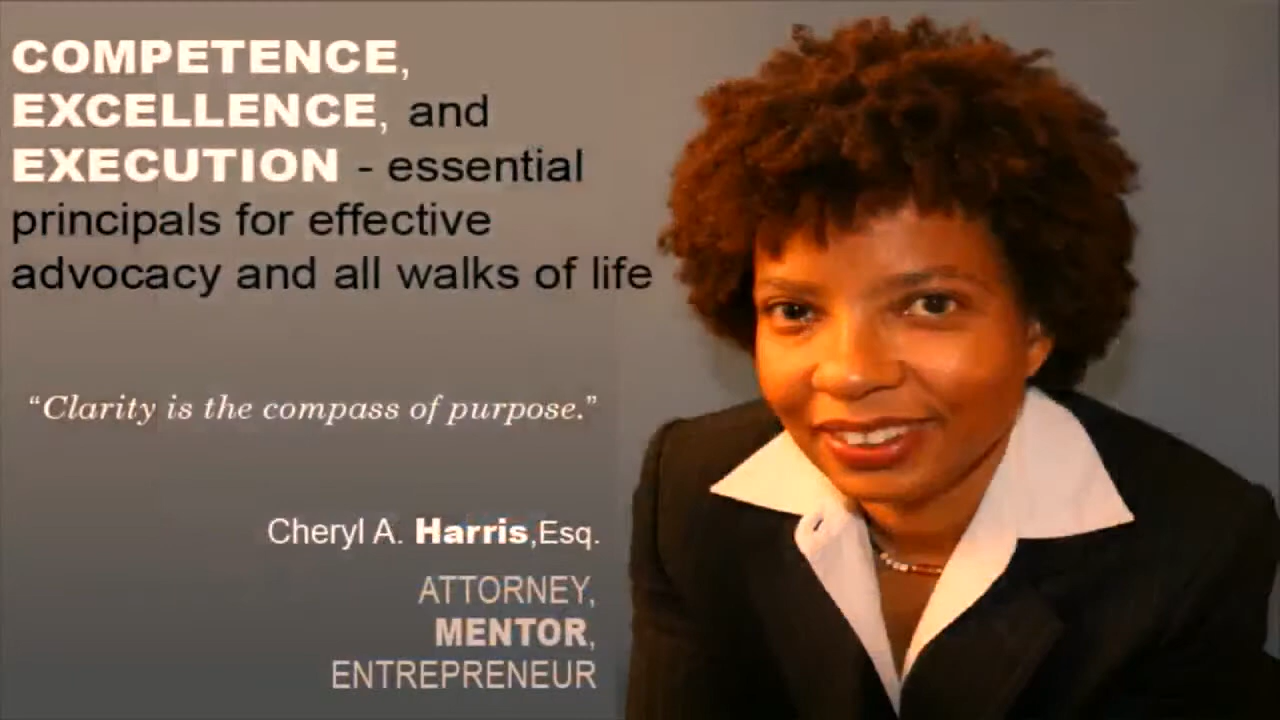 COMPETENCE,
EXCELLENCE, and
EXECUTION - essential
principals for effective
advocacy and all walks of life
“Clarity is the compass of purpose.”
Cheryl A. Harris,Esq.
ATTORNEY,
MENTOR,
ENTREPRENEUR